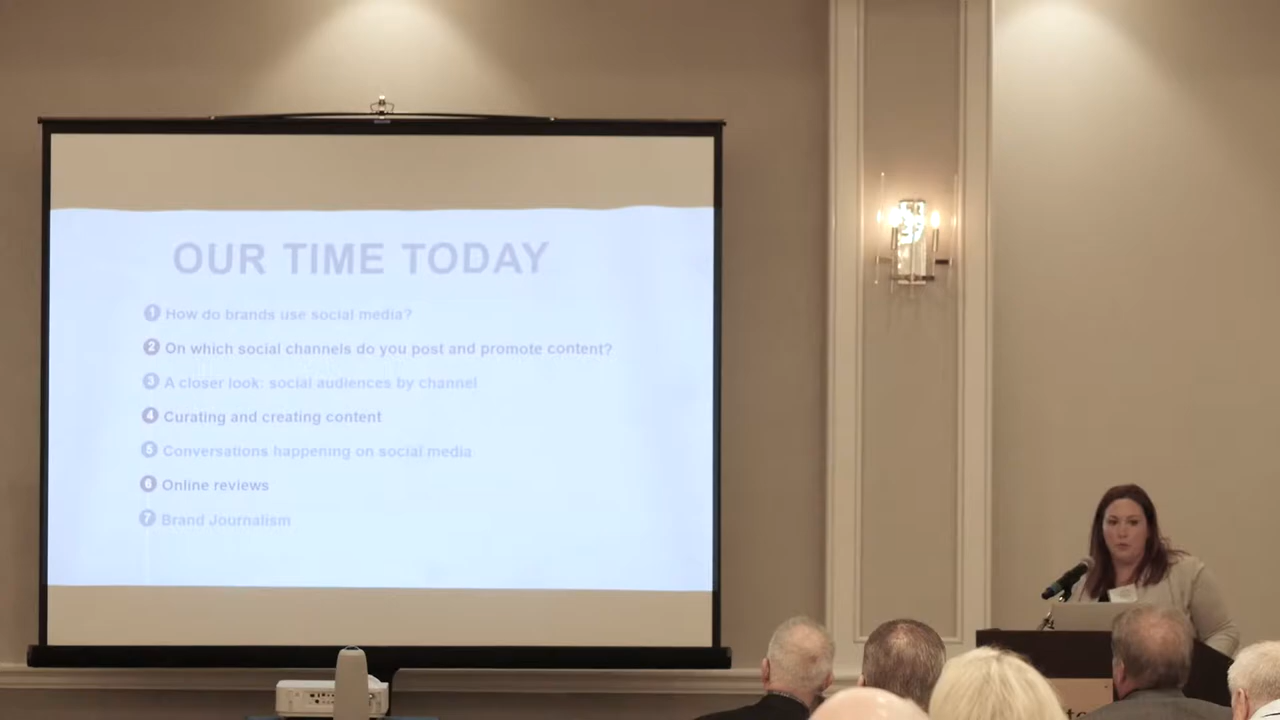 OUR TIME TODAY
1 How do brands use social media?
2 On which social channels do you post and promote content?
3 A closer look: social audiences by channel
4 Curating and creating content
5 Conversations happening on social media
6 Online reviews
7 Brand Journalism